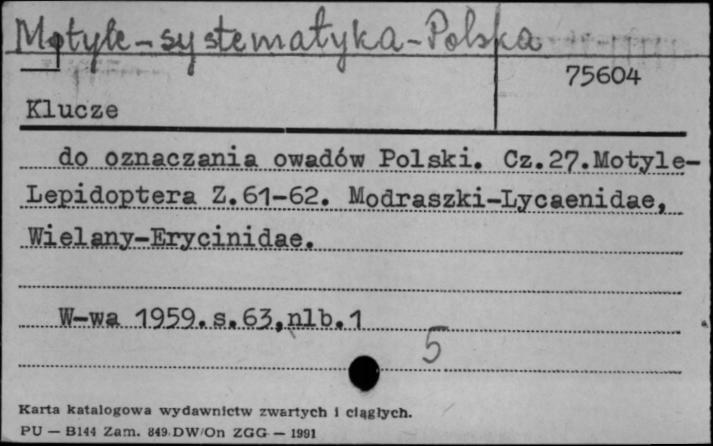 Motyle-systematyka-Polska
75604
Klucze
do oznaczania owadów Polski. Cz.27.Motyle-
Lepidoptera Z.61-62. Modraszki-Lycaenidae,
Wielany-Erycinidae.
W-wa 1959.s.63,nlb.1
5
Karta katalogowa wydawnictw zwartych i ciągłych.
PU — B144 Zam. 849 DW/On ZGG — 1991